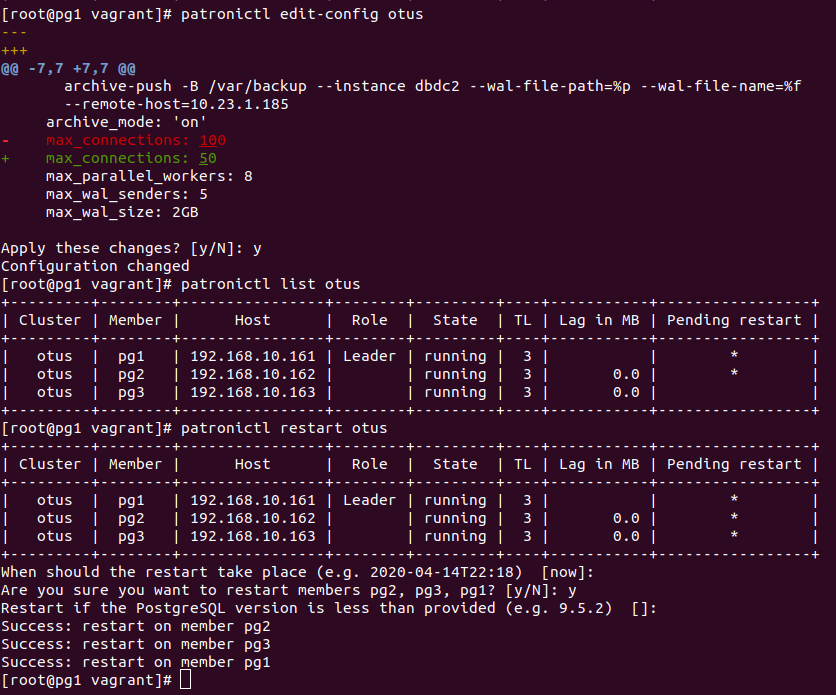 [root@pg1 vagrant]# patronictl edit-config otus
---
+++
@@ -7,7 +7,7 @@
       archive-push -B /var/backup --instance dbdc2 --wal-file-path=%p --wal-file-name=%f
       --remote-host=10.23.1.185
     archive_mode: 'on'
-    max_connections: 100
+    max_connections: 50
     max_parallel_workers: 8
     max_wal_senders: 5
     max_wal_size: 2GB

Apply these changes? [y/N]: y
Configuration changed
[root@pg1 vagrant]# patronictl list otus
+---------+--------+----------------+--------+---------+----+-----------+-----------------+
| Cluster | Member |      Host      |  Role  |  State  | TL | Lag in MB | Pending restart |
+---------+--------+----------------+--------+---------+----+-----------+-----------------+
|   otus  |  pg1   | 192.168.10.161 | Leader | running |  3 |           |        *        |
|   otus  |  pg2   | 192.168.10.162 |        | running |  3 |       0.0 |        *        |
|   otus  |  pg3   | 192.168.10.163 |        | running |  3 |       0.0 |                 |
+---------+--------+----------------+--------+---------+----+-----------+-----------------+
[root@pg1 vagrant]# patronictl restart otus
+---------+--------+----------------+--------+---------+----+-----------+-----------------+
| Cluster | Member |      Host      |  Role  |  State  | TL | Lag in MB | Pending restart |
+---------+--------+----------------+--------+---------+----+-----------+-----------------+
|   otus  |  pg1   | 192.168.10.161 | Leader | running |  3 |           |        *        |
|   otus  |  pg2   | 192.168.10.162 |        | running |  3 |       0.0 |        *        |
|   otus  |  pg3   | 192.168.10.163 |        | running |  3 |       0.0 |        *        |
+---------+--------+----------------+--------+---------+----+-----------+-----------------+
When should the restart take place (e.g. 2020-04-14T22:18)  [now]:
Are you sure you want to restart members pg2, pg3, pg1? [y/N]: y
Restart if the PostgreSQL version is less than provided (e.g. 9.5.2)  []:
Success: restart on member pg2
Success: restart on member pg3
Success: restart on member pg1
[root@pg1 vagrant]#